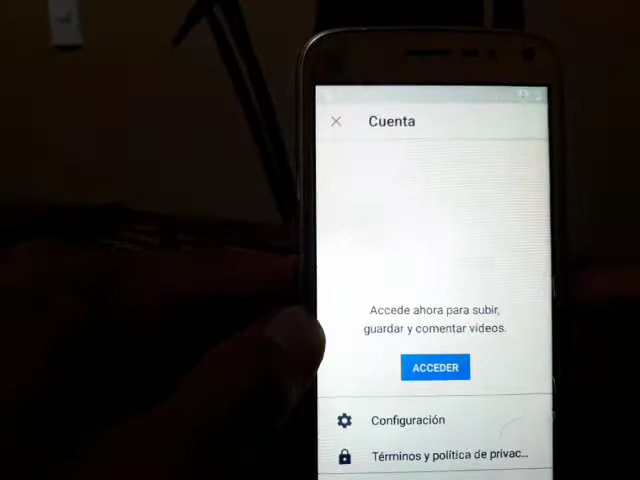 Cuenta
Accede ahora para subir,
guardar y comentar videos.
ACCEDER
Configuración
Términos y política de privac...